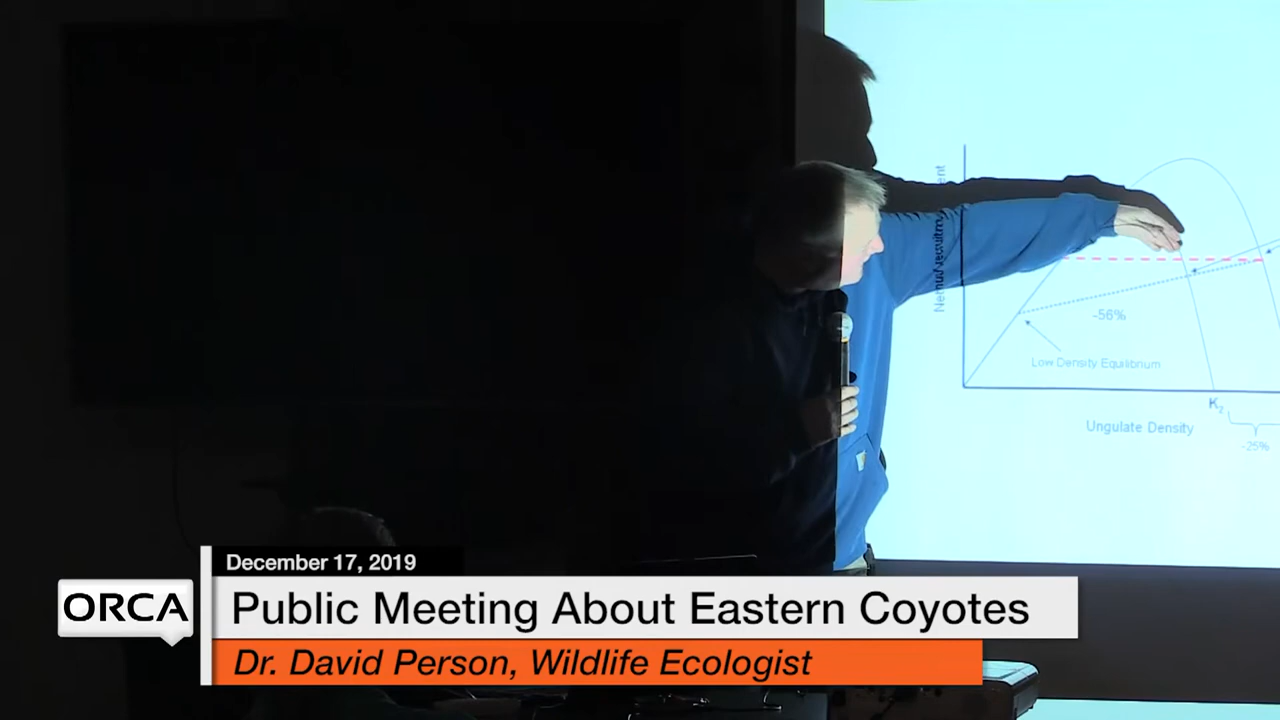 -56%
Low Density Equilibrium
K2
Ungulate Density
-25%
December 17, 2019
ORCA
Public Meeting About Eastern Coyotes
Dr. David Person, Wildlife Ecologist